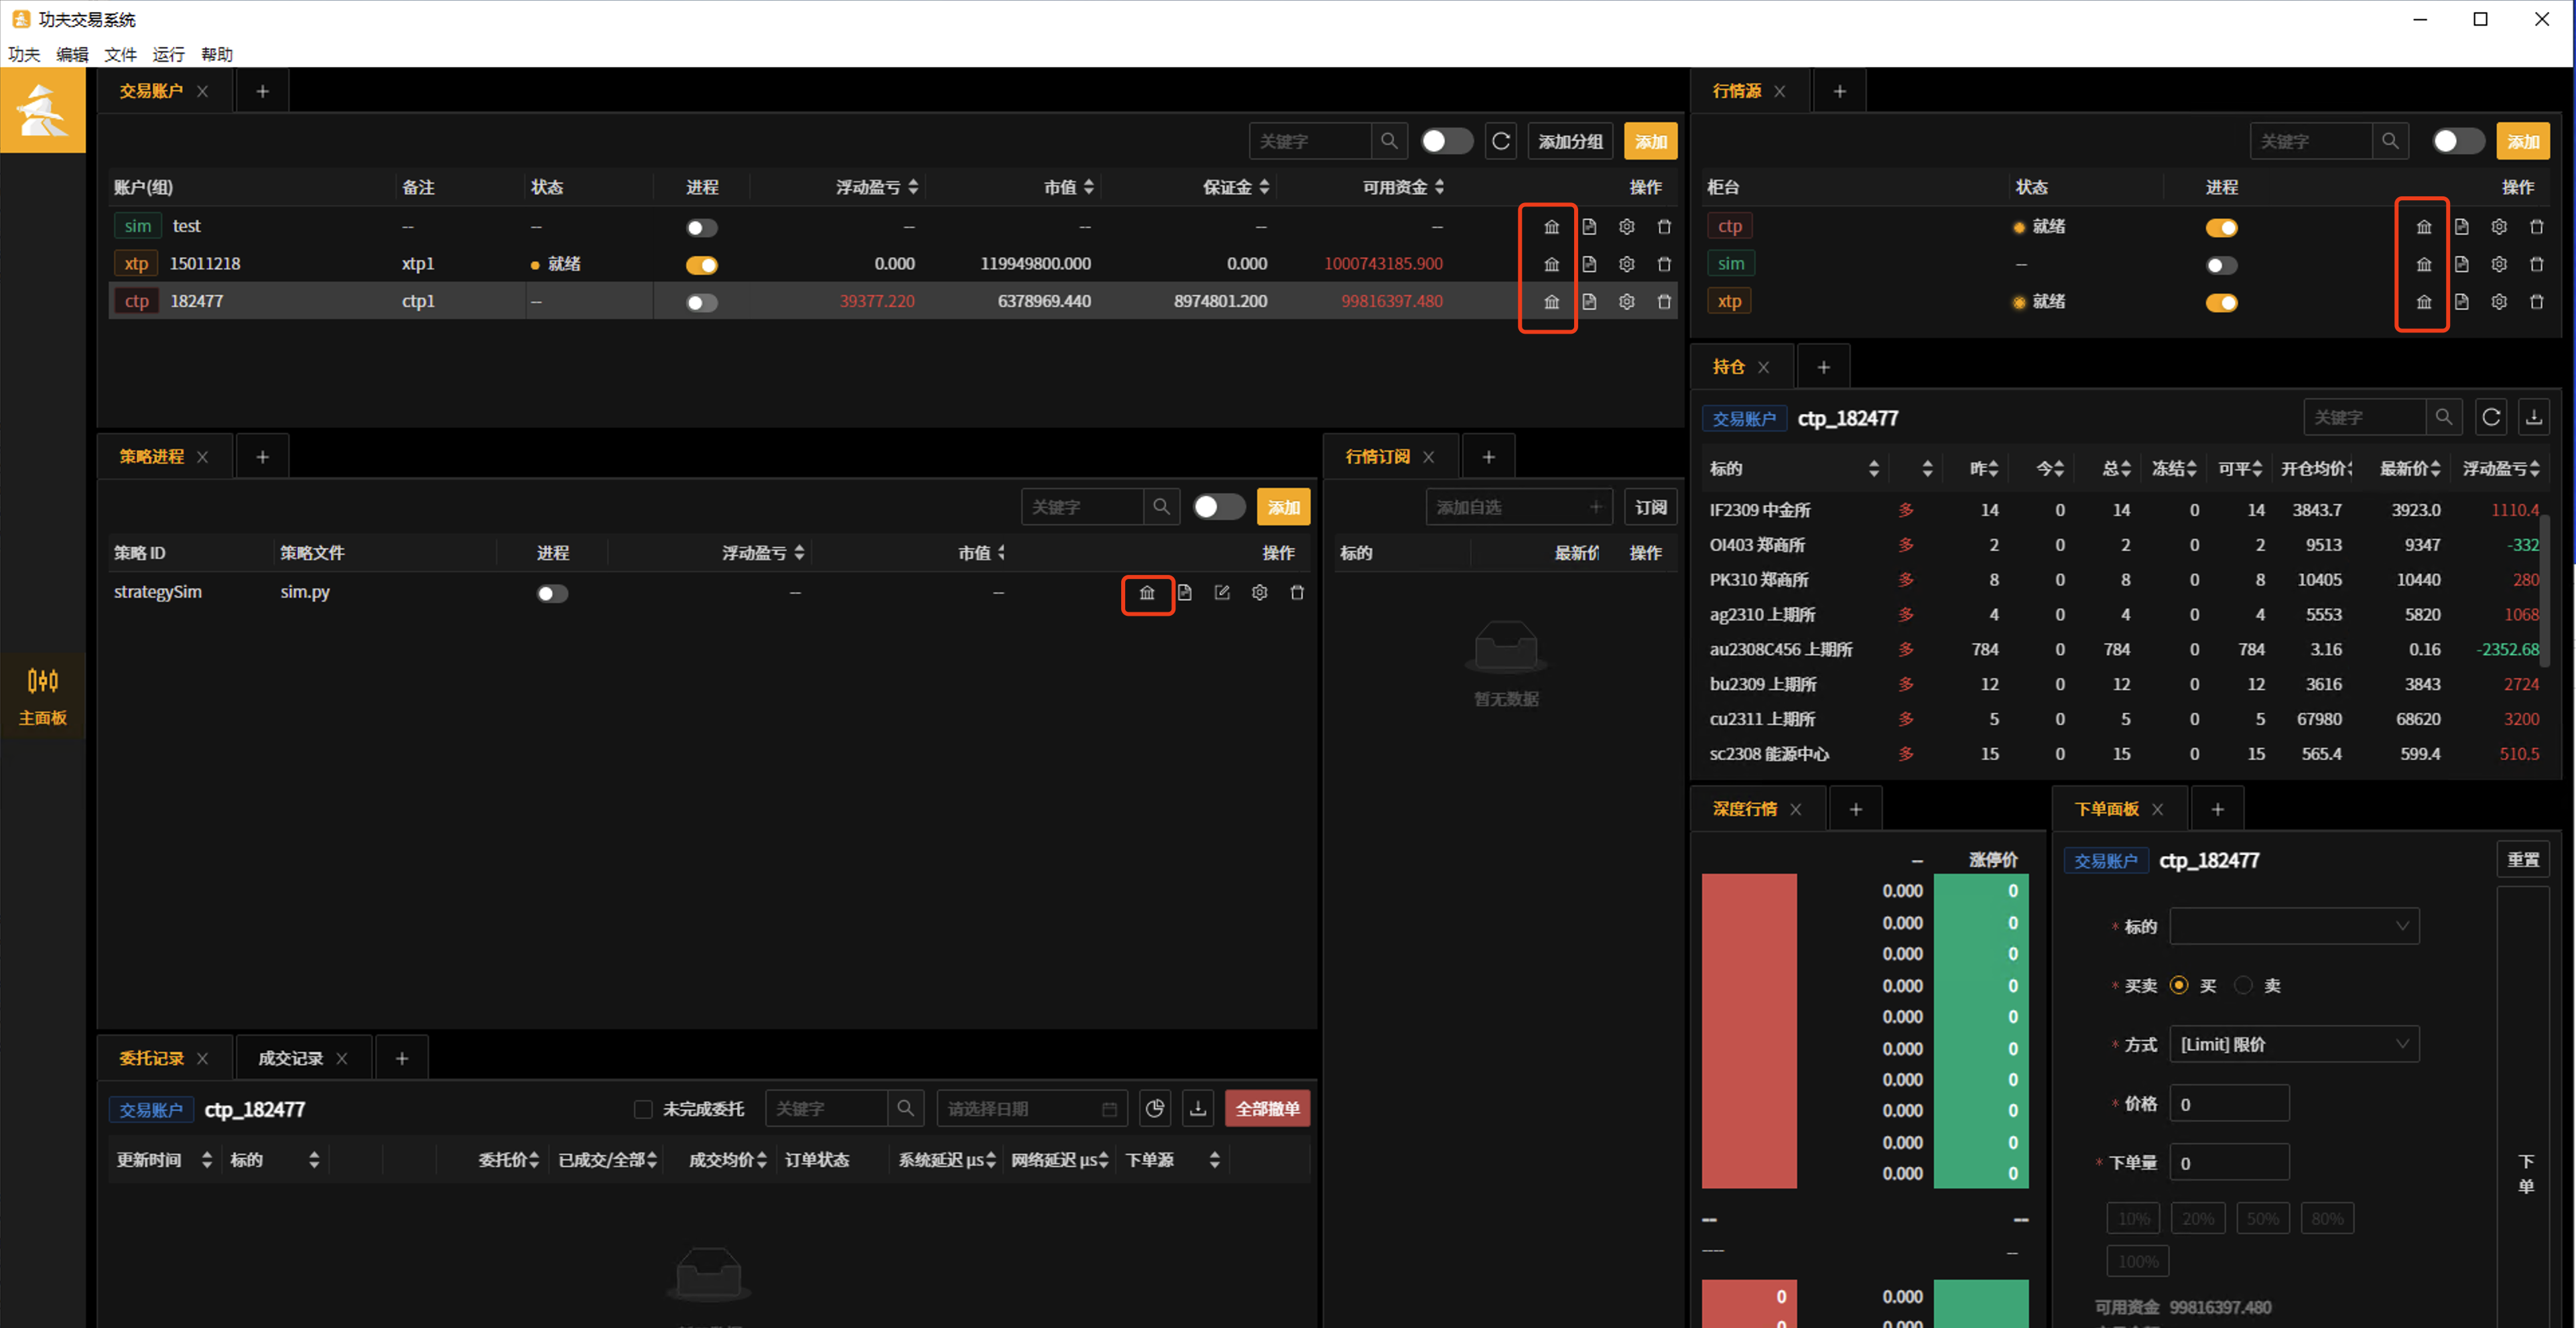 功夫交易系统
功夫 编辑 文件 运行 帮助
交易账户
关键字 添加分组 添加
账户(组) 备注 状态 进程 浮动盈亏 市值 保证金 可用资金 操作
sim test -- -- -- -- -- --
xtp 15011218 xtp1 就绪 0.000 119949800.000 0.000 1000743185.900
ctp 182477 ctp1 -- 39377.220 6378969.440 8974801.200 99816397.480
行情源
关键字 添加
柜台 状态 进程 操作
ctp 就绪
sim --
xtp 就绪
主面板
策略进程
关键字 添加
策略 ID 策略文件 进程 浮动盈亏 市值 操作
strategySim sim.py -- --
行情订阅
添加自选 订阅
标的 最新价 操作
暂无数据
持仓
交易账户 ctp_182477 关键字
标的 昨 今 总 冻结 可平 开仓均价 最新价 浮动盈亏
IF2309 中金所 多 14 0 14 0 14 3843.7 3923.0 1110.4
OI403 郑商所 多 2 0 2 0 2 9513 9347 -332
PK310 郑商所 多 8 0 8 0 8 10405 10440 280
ag2310 上期所 多 4 0 4 0 4 5553 5820 1068
au2308C456 上期所 多 784 0 784 0 784 3.16 0.16 -2352.68
bu2309 上期所 多 12 0 12 0 12 3616 3843 2724
cu2311 上期所 多 5 0 5 0 5 67980 68620 3200
sc2308 能源中心 多 15 0 15 0 15 565.4 599.4 510.5
委托记录 成交记录
交易账户 ctp_182477 未完成委托 关键字 请选择日期 全部撤单
更新时间 标的 委托价 已成交/全部 成交均价 订单状态 系统延迟 μs 网络延迟 μs 下单源
深度行情
-- 涨停价
0.000 0
0.000 0
0.000 0
0.000 0
0.000 0
0.000 0
0.000 0
0.000 0
0.000 0
0.000 0
-- --
---- --
0 0.000
下单面板
交易账户 ctp_182477 重置
* 标的
* 买卖 买 卖
* 方式 [Limit] 限价
* 价格 0
* 下单量 0
下单
10% 20% 50% 80%
100%
可用资金 99816397.480